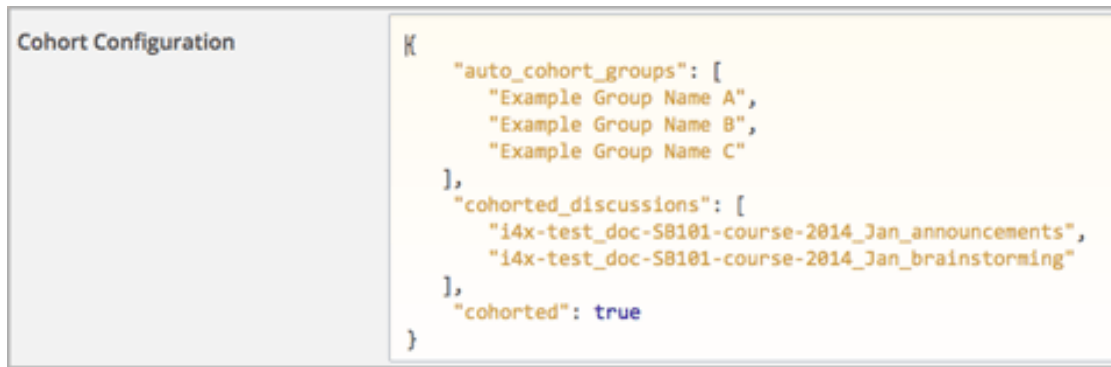 Cohort Configuration
{
"auto_cohort_groups": [
"Example Group Name A",
"Example Group Name B",
"Example Group Name C"
],
"cohorted_discussions": [
"i4x-test_doc-SB101-course-2014_Jan_announcements",
"i4x-test_doc-SB101-course-2014_Jan_brainstorming"
],
"cohorted": true
}